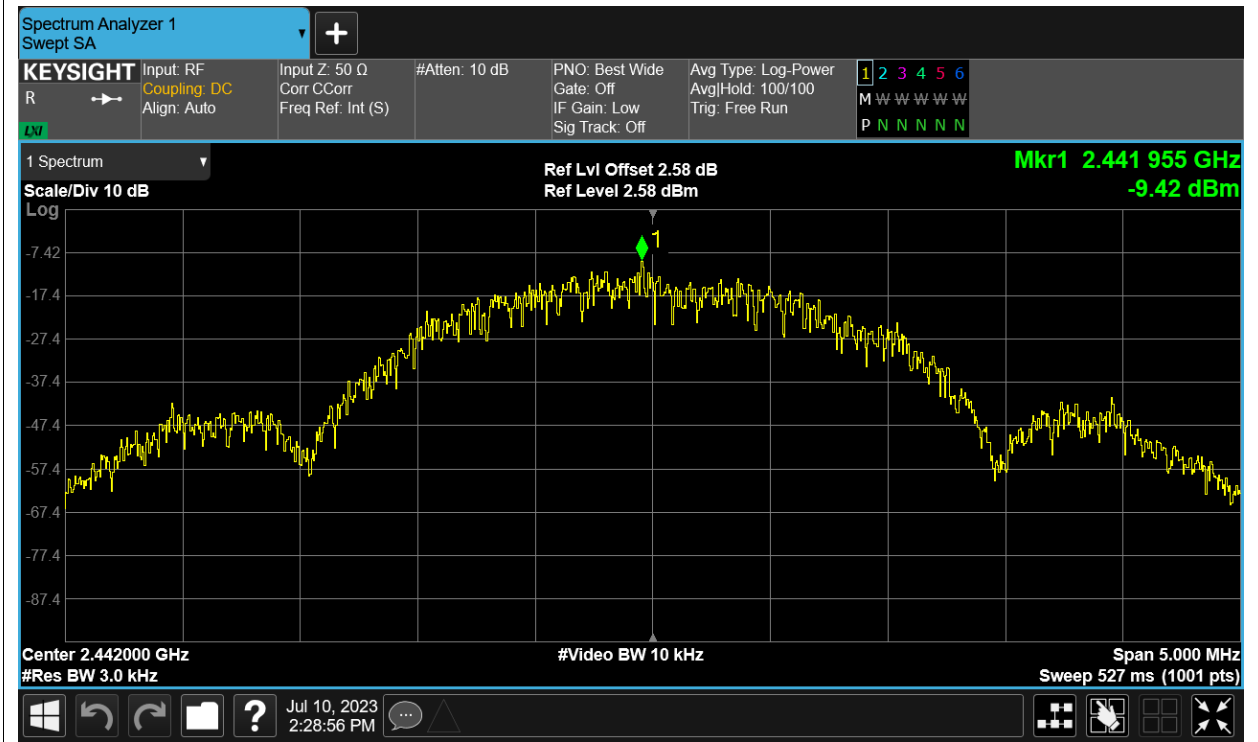 Spectrum Analyzer 1
Swept SA
KEYSIGHT
R
LXI
Input: RF
Coupling: DC
Align: Auto
Input Z: 50 Ω
Corr CCorr
Freq Ref: Int (S)
#Atten: 10 dB
PNO: Best Wide
Gate: Off
IF Gain: Low
Sig Track: Off
Avg Type: Log-Power
Avg|Hold: 100/100
Trig: Free Run
1 2 3 4 5 6
M W W W W W
P N N N N N
1 Spectrum
Scale/Div 10 dB
Log
Ref Lvl Offset 2.58 dB
Ref Level 2.58 dBm
Mkr1 2.441 955 GHz
-9.42 dBm
1
-7.42
-17.4
-27.4
-37.4
-47.4
-57.4
-67.4
-77.4
-87.4
Center 2.442000 GHz
#Res BW 3.0 kHz
#Video BW 10 kHz
Span 5.000 MHz
Sweep 527 ms (1001 pts)
?
Jul 10, 2023
2:28:56 PM